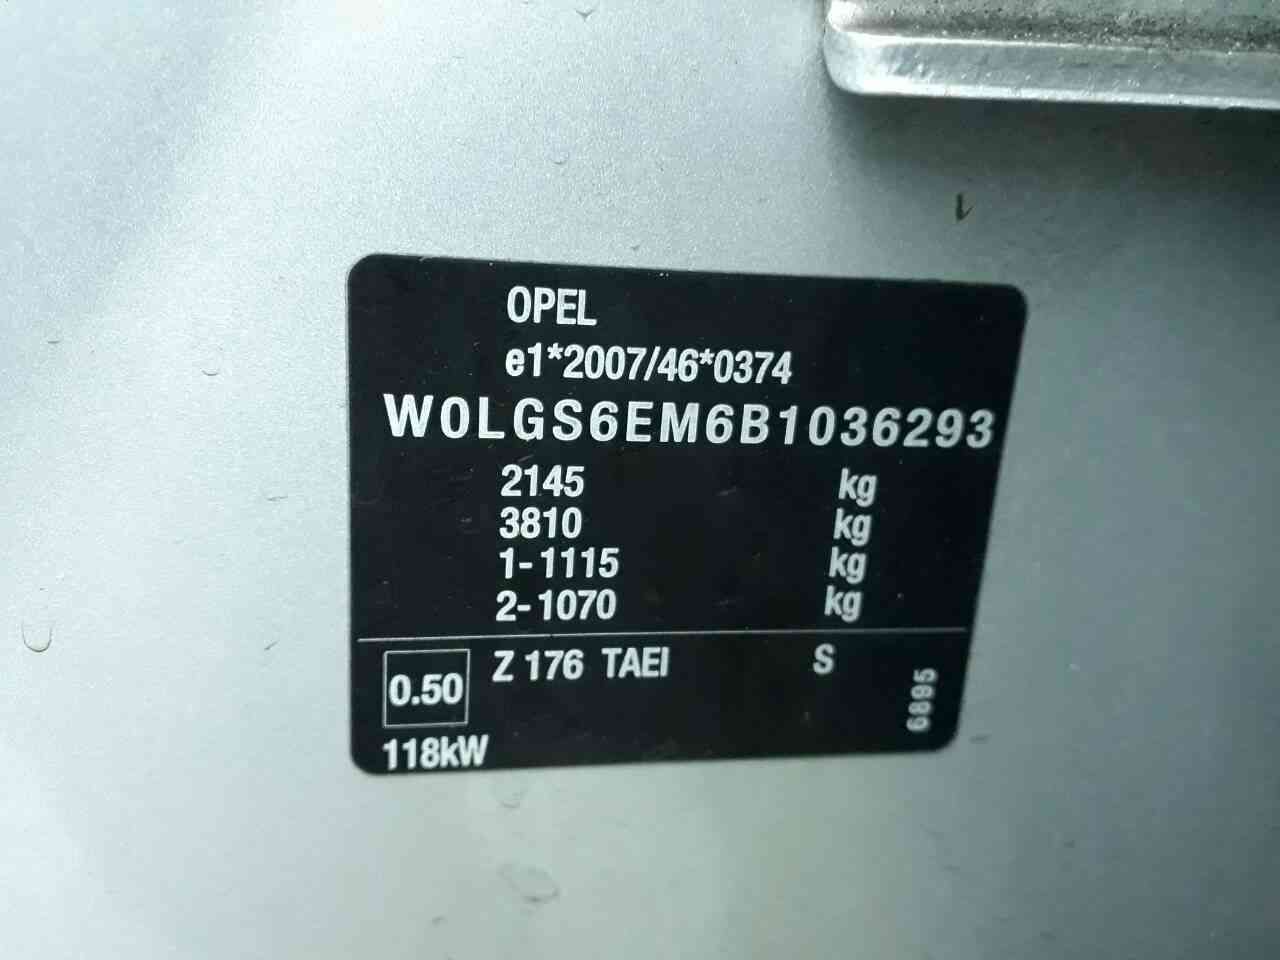 OPEL
e1*2007/46*0374
W0LGS6EM6B1036293
2145 kg
3810 kg
1-1115 kg
2-1070 kg
0.50 Z 176 TAEI S
6895
118kW